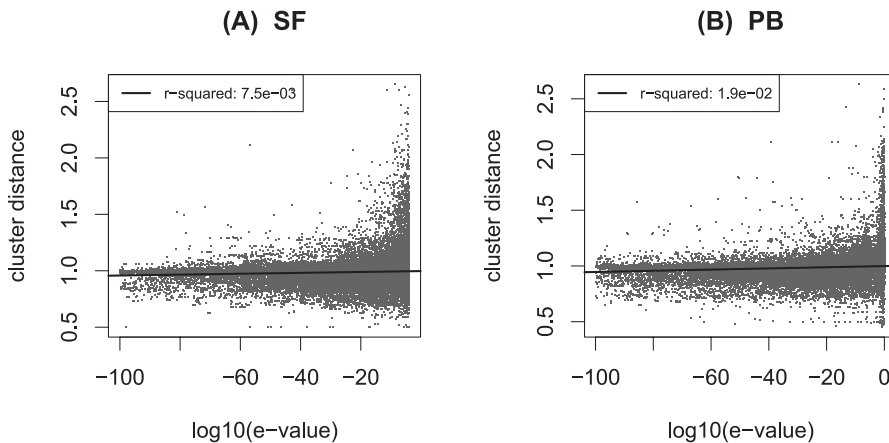 (A) SF
r−squared: 7.5e−03
cluster distance
2.5
2.0
1.5
1.0
0.5
−100
−60
−40
−20
log10(e−value)
(B) PB
r−squared: 1.9e−02
cluster distance
2.5
2.0
1.5
1.0
0.5
−100
−60
−40
−20
0
log10(e−value)